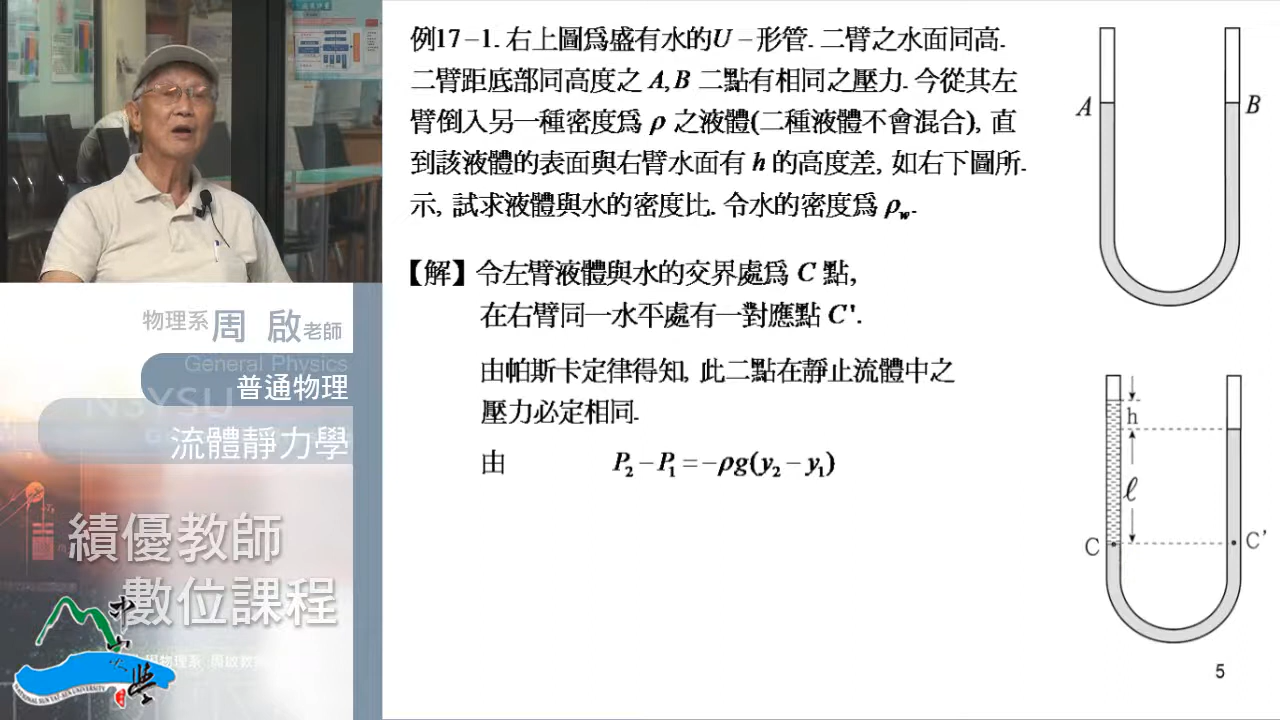 例17-1. 右上圖為盛有水的U-形管. 二臂之水面同高.
二臂距底部同高度之 A, B 二點有相同之壓力. 今從其左
臂倒入另一種密度為 ρ 之液體(二種液體不會混合), 直
到該液體的表面與右臂水面有 h 的高度差, 如右下圖所
示, 試求液體與水的密度比. 令水的密度為 ρw.
【解】令左臂液體與水的交界處為 C 點,
在右臂同一水平處有一對應點 C'.
由帕斯卡定律得知, 此二點在靜止流體中之
壓力必定相同.
由 P2 − P1 = −ρg(y2 − y1)
A
B
h
ℓ
C
C'
5
物理系周 啟老師
General Physics
普通物理
NSYSU
流體靜力學
績優教師
數位課程